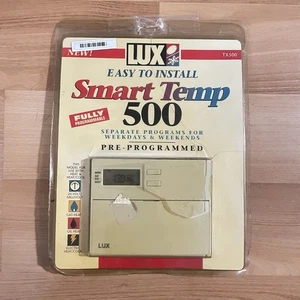 NEW!
LUX
TX500
EASY TO INSTALL
Smart Temp
500
FULLY
PROGRAMMABLE
SEPARATE PROGRAMS FOR
WEEKDAYS & WEEKENDS
PRE-PROGRAMMED
LUX